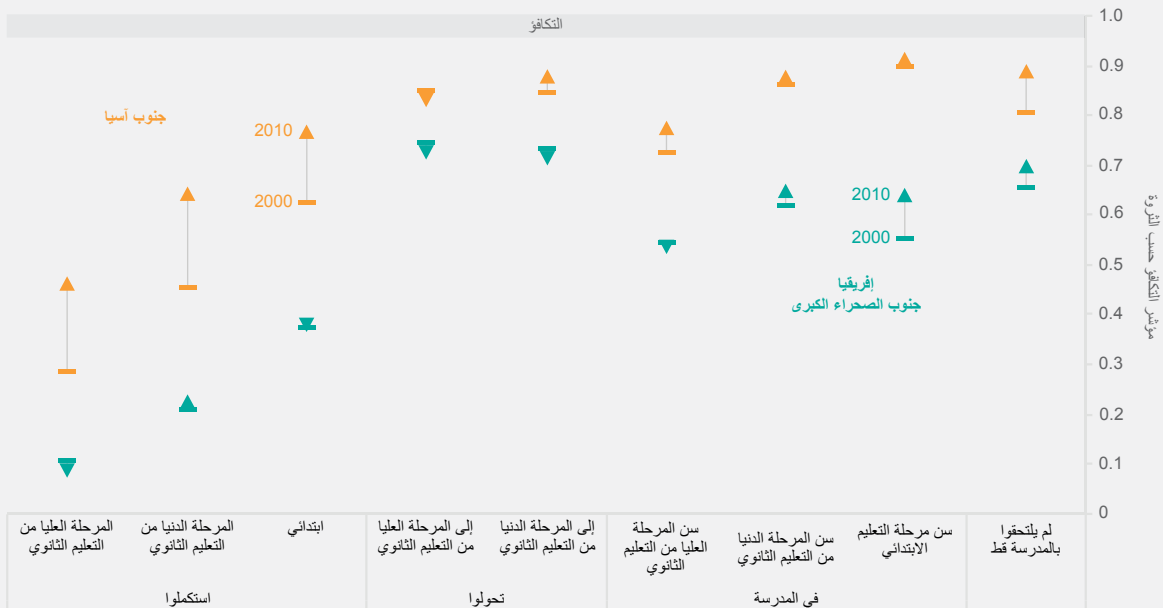 التكافؤ
1.0
0.9
0.8
0.7
0.6
0.5
0.4
0.3
0.2
0.1
0
مؤشر التكافؤ حسب الثروة
جنوب آسيا
2010
2000
2010
2000
إفريقيا
جنوب الصحراء الكبرى
لم يلتحقوا
بالمدرسة قط
سن مرحلة التعليم
الابتدائي
سن المرحلة الدنيا
من التعليم الثانوي
سن المرحلة
العليا من التعليم
الثانوي
إلى المرحلة الدنيا
من التعليم الثانوي
إلى المرحلة العليا
من التعليم الثانوي
ابتدائي
المرحلة الدنيا من
التعليم الثانوي
المرحلة العليا من
التعليم الثانوي
في المدرسة
تحولوا
استكملوا